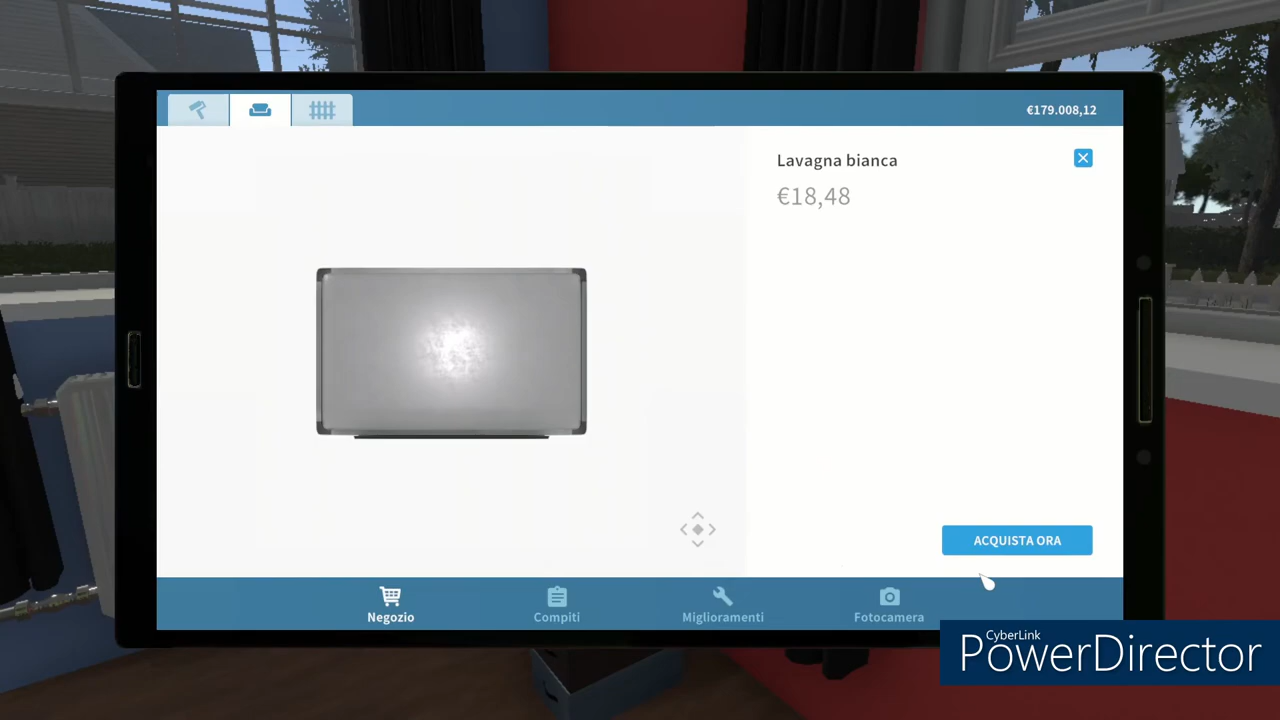 €179.008,12
Lavagna bianca
€18,48
ACQUISTA ORA
Negozio
Compiti
Miglioramenti
Fotocamera
CyberLink
PowerDirector